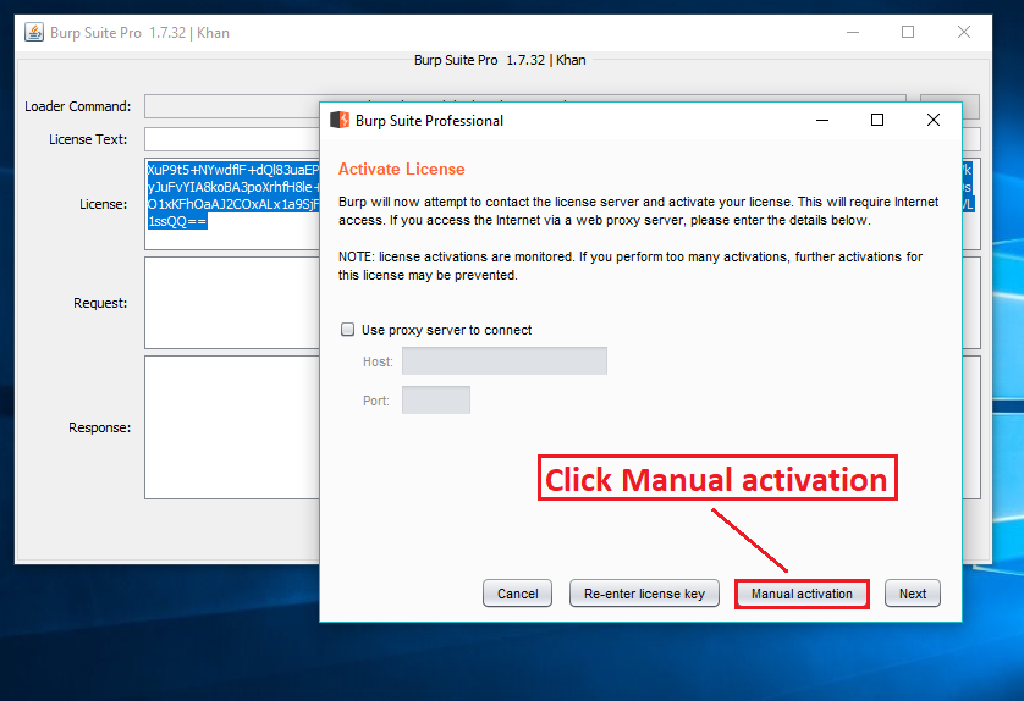 Burp Suite Pro 1.7.32 | Khan
Burp Suite Pro 1.7.32 | Khan
Loader Command:
License Text:
License:
XuP9t5+NYwdflF+dQl83uaEP
yJuFvYIA8koBA3poXrhfH8le+
O1xKFhOaAJ2COxALx1a9SjF
1ssQQ==
Request:
Response:
Burp Suite Professional
Activate License
Burp will now attempt to contact the license server and activate your license. This will require Internet
access. If you access the Internet via a web proxy server, please enter the details below.
NOTE: license activations are monitored. If you perform too many activations, further activations for
this license may be prevented.
Use proxy server to connect
Host:
Port:
Click Manual activation
Cancel
Re-enter license key
Manual activation
Next